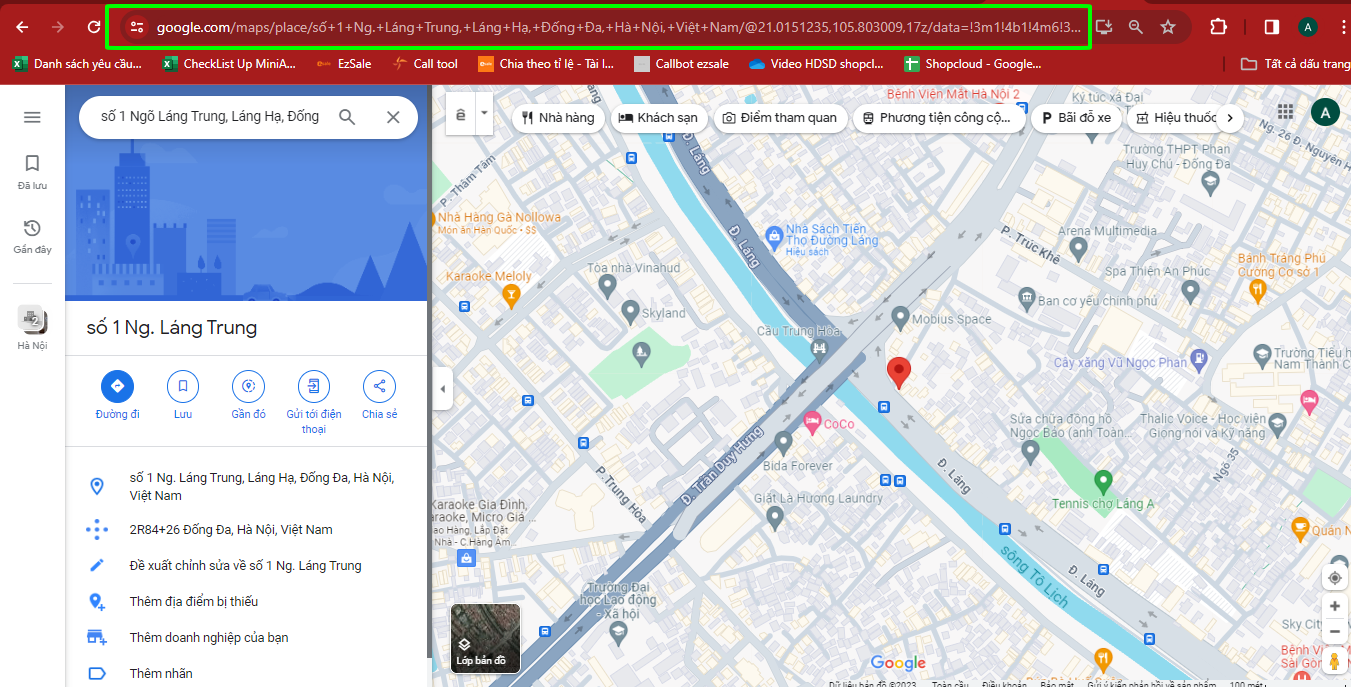 google.com/maps/place/số+1+Ng.+Láng+Trung,+Láng+Hạ,+Đống+Đa,+Hà+Nội,+Việt+Nam/@21.0151235,105.803009,17z/data=!3m1!4b1!4m6!3...
A
Danh sách yêu cầu...
CheckList Up MiniA...
EzSale
Call tool
Chia theo tỉ lệ - Tài l...
Callbot ezsale
Video HDSD shopcl...
Shopcloud - Google...
Tất cả dấu trang
số 1 Ngõ Láng Trung, Láng Hạ, Đống
Đã lưu
Gần đây
2
Hà Nội
số 1 Ng. Láng Trung
Đường đi
Lưu
Gần đó
Gửi tới điện
thoại
Chia sẻ
số 1 Ng. Láng Trung, Láng Hạ, Đống Đa, Hà Nội,
Việt Nam
2R84+26 Đống Đa, Hà Nội, Việt Nam
Đề xuất chỉnh sửa về số 1 Ng. Láng Trung
Thêm địa điểm bị thiếu
Thêm doanh nghiệp của bạn
Thêm nhãn
ê
Nhà hàng
Khách sạn
Điểm tham quan
Phương tiện công cộ...
P Bãi đỗ xe
Hiệu thuốc
A
Bệnh Viện Mắt Hà Nội 2
Ký túc xá Đại
Ng. 26 Đ. Nguyên H
Trường THPT Phan
Huy Chú - Đống Đa
Đ. Láng
P. Thâm Tâm
Nhà Hàng Gà Nollowa
Món ăn Hàn Quốc • $$
Nhà Sách Tiến
Thọ Đường Láng
Hiệu sách
Đ. Láng
Arena Multimedia
P. Trúc Khê
Tòa nhà Vinahud
Karaoke Meloly
Spa Thiên An Phúc
Bánh Tráng Phú
Cường Cơ sở 1
Skyland
Ban cơ yếu chính phủ
Mobius Space
Cầu Trung Hòa
Cây xăng Vũ Ngọc Phan
Trường Tiểu h
Nam Thành C
CoCo
Sửa chữa đồng hồ
Ngọc Bảo (anh Toàn...
Thalic Voice - Học viện
Giọng nói và Kỹ năng
Bida Forever
Đ. Trần Duy Hưng
Đ. Láng
Ngõ 35
P. Trung Hòa
Giặt Là Hương Laundry
Tennis chợ Láng A
Karaoke Gia Đình,
araoke, Micro Giá ...
ao Hàng, Lắp Đặt
Nhà - C.Hàng Âm...
Quán N
sông Tô Lịch
Đ. Láng
Trường Đại
học Lao động
- Xã hội
Lớp bản đồ
Google
Sky City
Bệnh vi
Sài Gòn
Dữ liệu bản đồ ©2023
Toàn cầu
Điều khoản
Bảo mật
Gửi ý kiến phản hồi về sản phẩm
100 mét